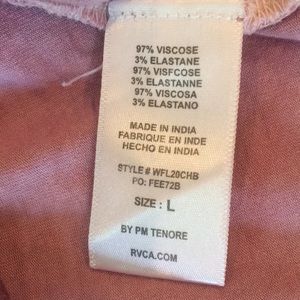 97% VISCOSE
3% ELASTANE
97% VISFCOSE
3% ELASTANNE
97% VISCOSA
3% ELASTANO
MADE IN INDIA
FABRIQUE EN INDE
HECHO EN INDIA
STYLE # WFL20CHB
PO: FEE72B
SIZE : L
BY PM TENORE
RVCA.COM